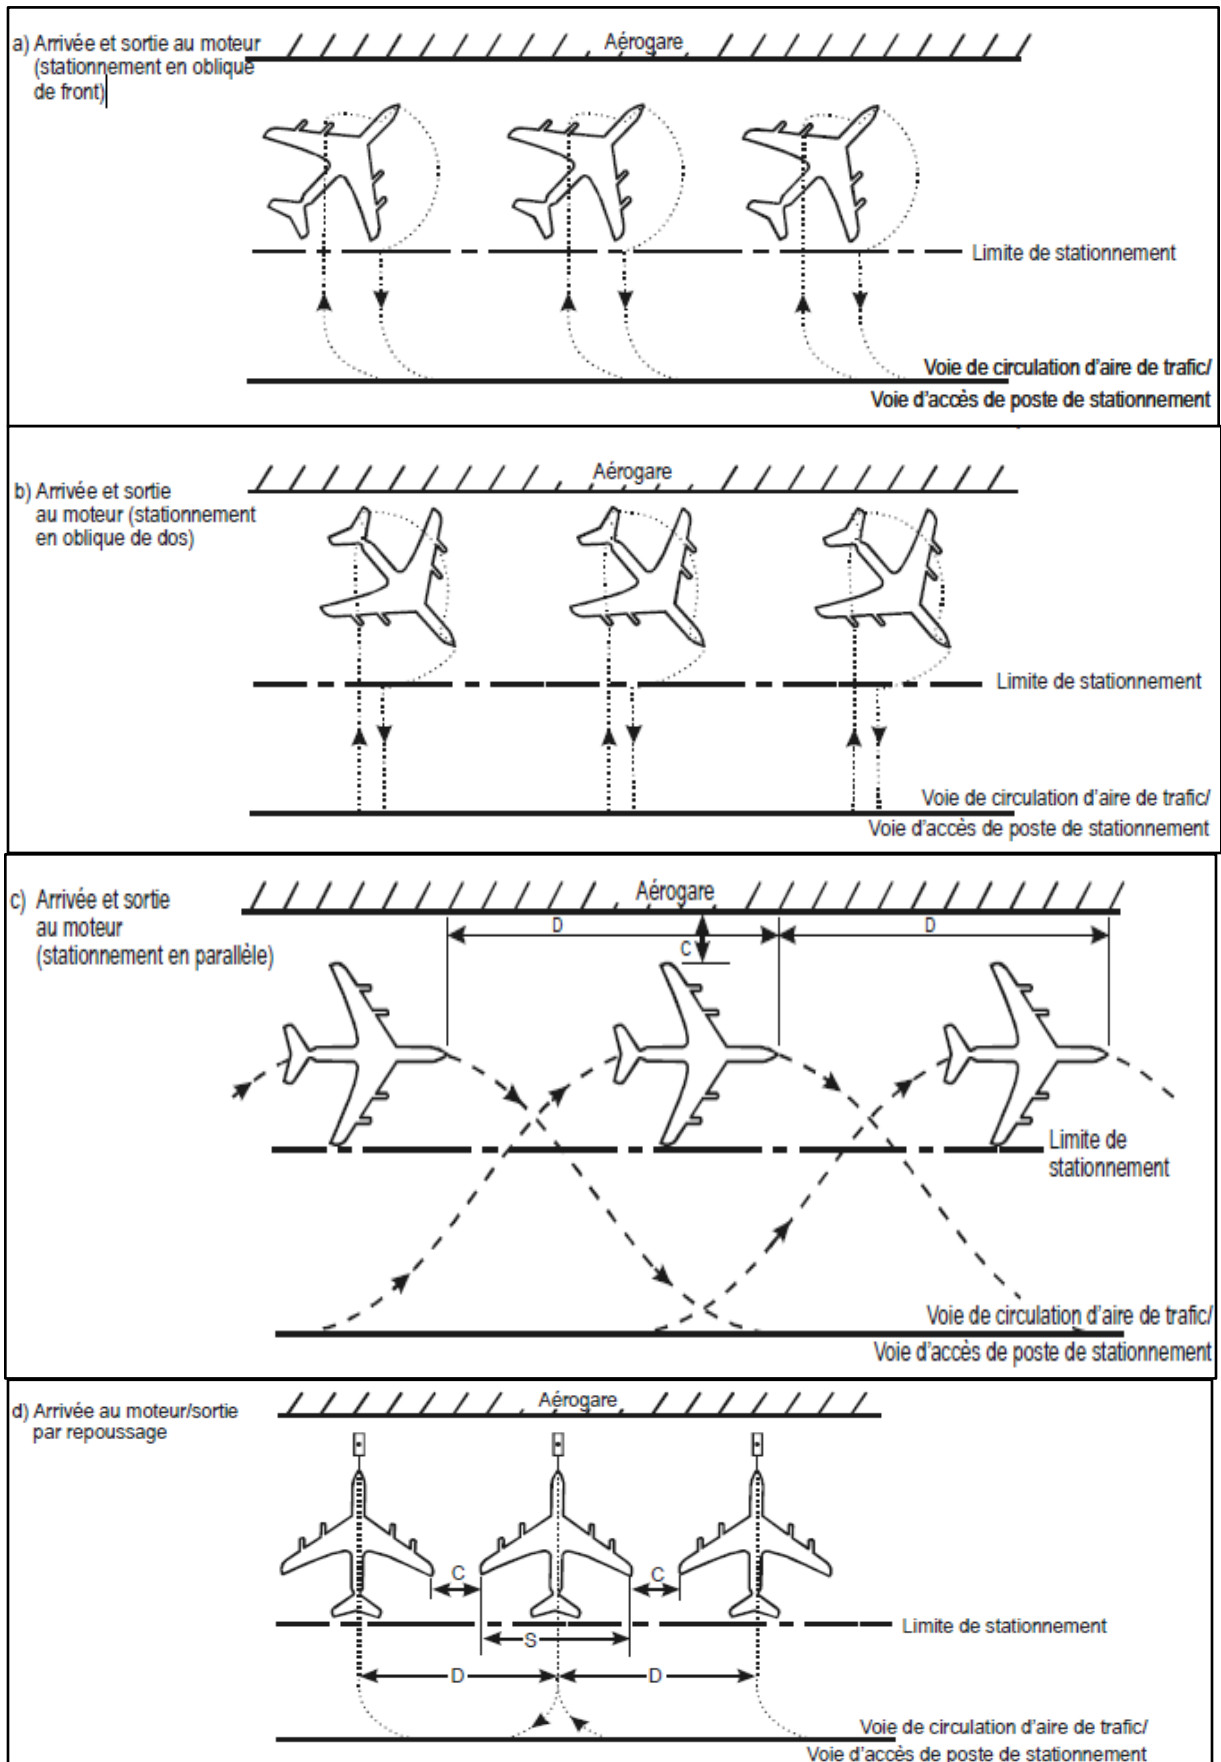 a) Arrivée et sortie au moteur
(stationnement en oblique
de front)
Aérogare
Limite de stationnement
Voie de circulation d'aire de trafic/
Voie d'accès de poste de stationnement
b) Arrivée et sortie
au moteur (stationnement
en oblique de dos)
Aérogare
Limite de stationnement
Voie de circulation d'aire de trafic/
Voie d'accès de poste de stationnement
c) Arrivée et sortie
au moteur
(stationnement en parallèle)
Aérogare
D
D
C
Limite de
stationnement
Voie de circulation d'aire de trafic/
Voie d'accès de poste de stationnement
d) Arrivée au moteur/sortie
par repoussage
Aérogare
C
C
Limite de stationnement
S
D
D
Voie de circulation d'aire de trafic/
Voie d'accès de poste de stationnement